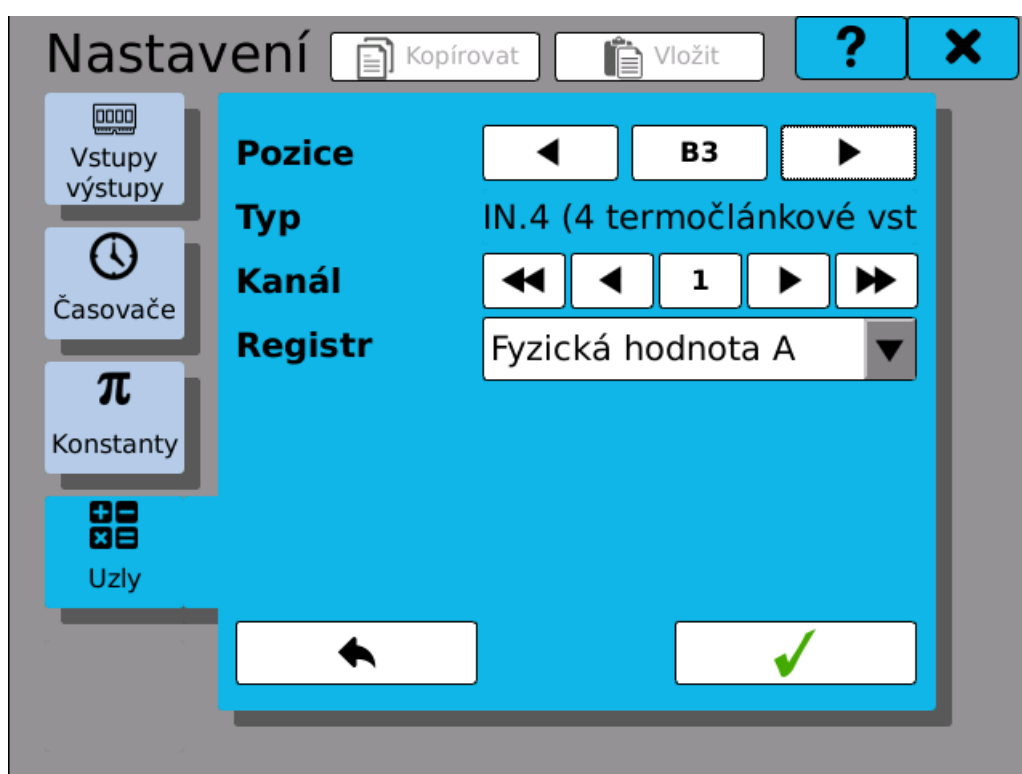 Nastavení
Kopírovat
Vložit
?
Vstupy
výstupy
Časovače
π
Konstanty
Uzly
Pozice
B3
Typ
IN.4 (4 termočlánkové vst
Kanál
1
Registr
Fyzická hodnota A